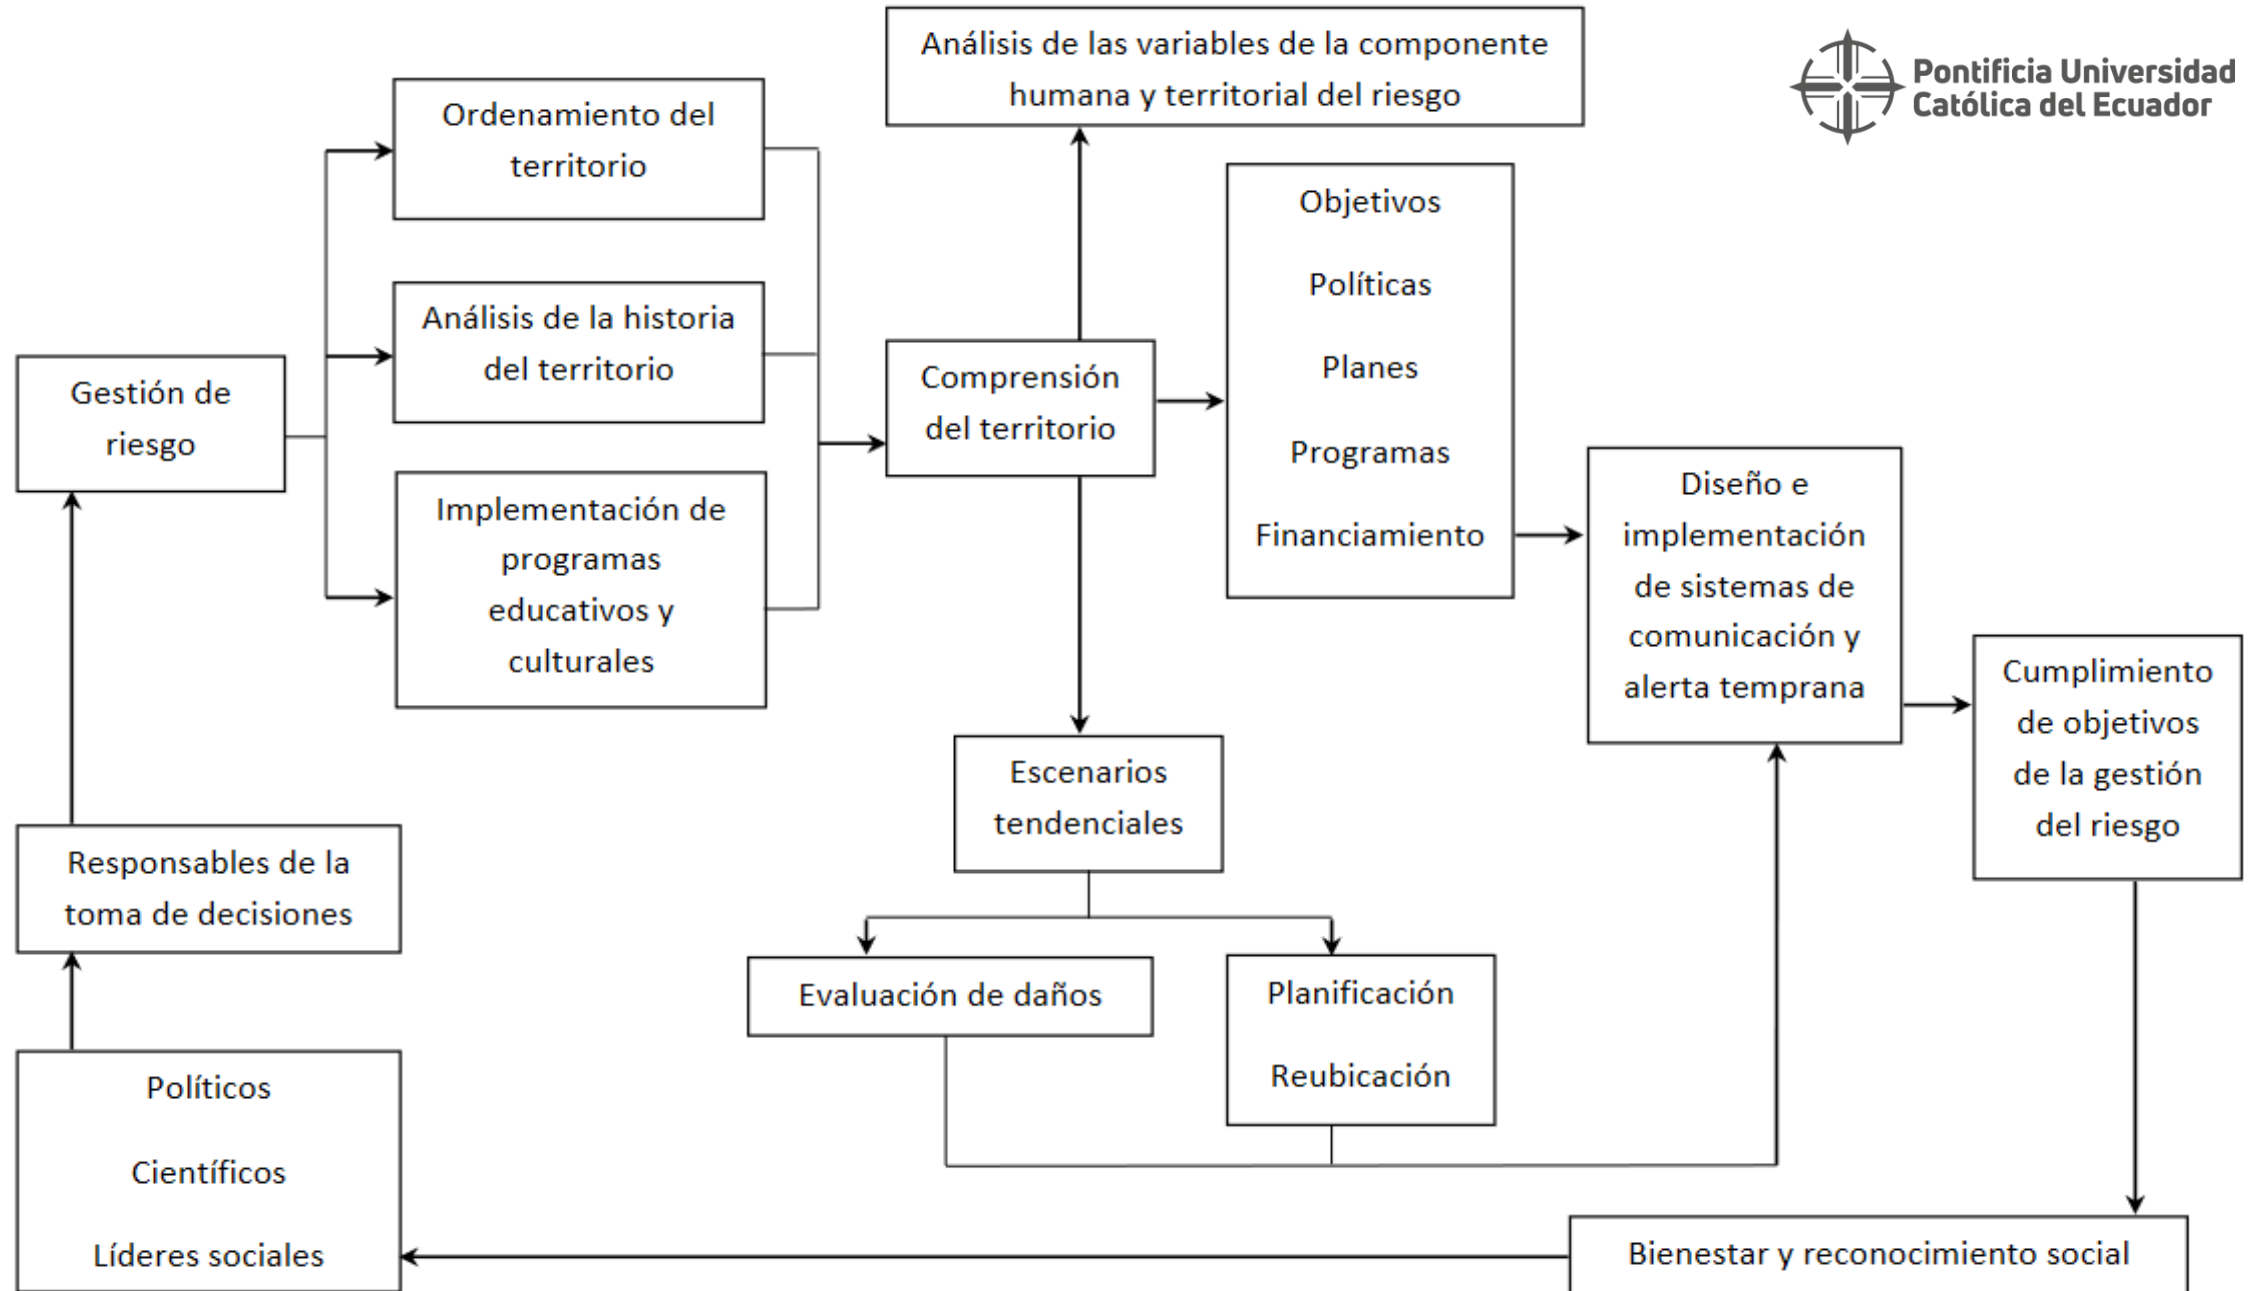 Análisis de las variables de la componente
humana y territorial del riesgo
Pontificia Universidad
Católica del Ecuador
Ordenamiento del
territorio
Análisis de la historia
del territorio
Implementación de
programas
educativos y
culturales
Gestión de
riesgo
Comprensión
del territorio
Objetivos
Políticas
Planes
Programas
Financiamiento
Diseño e
implementación
de sistemas de
comunicación y
alerta temprana
Cumplimiento
de objetivos
de la gestión
del riesgo
Escenarios
tendenciales
Responsables de la
toma de decisiones
Evaluación de daños
Planificación
Reubicación
Políticos
Científicos
Líderes sociales
Bienestar y reconocimiento social